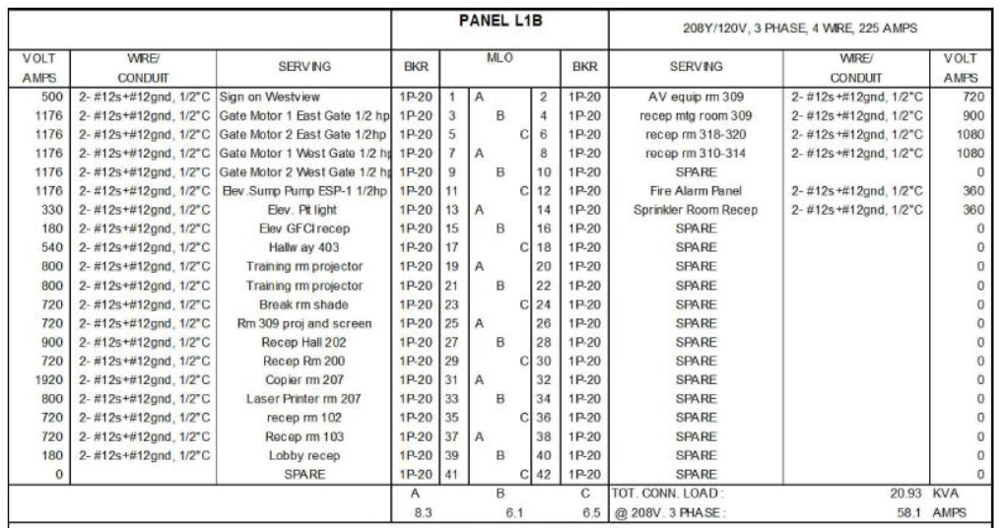 PANEL L1B 208Y/120V, 3 PHASE, 4 WIRE, 225 AMPS
VOLT WIRE/ SERVING BKR MLO BKR SERVING WIRE/ VOLT
AMPS CONDUIT CONDUIT AMPS
500 2- #12s+#12gnd, 1/2"C Sign on Westview 1P-20 1 A 2 1P-20 AV equip rm 309 2- #12s+#12gnd, 1/2"C 720
1176 2- #12s+#12gnd, 1/2"C Gate Motor 1 East Gate 1/2 hp 1P-20 3 B 4 1P-20 recep mtg room 309 2- #12s+#12gnd, 1/2"C 900
1176 2- #12s+#12gnd, 1/2"C Gate Motor 2 East Gate 1/2hp 1P-20 5 C 6 1P-20 recep rm 318-320 2- #12s+#12gnd, 1/2"C 1080
1176 2- #12s+#12gnd, 1/2"C Gate Motor 1 West Gate 1/2 hp 1P-20 7 A 8 1P-20 recep rm 310-314 2- #12s+#12gnd, 1/2"C 1080
1176 2- #12s+#12gnd, 1/2"C Gate Motor 2 West Gate 1/2 hp 1P-20 9 B 10 1P-20 SPARE 0
1176 2- #12s+#12gnd, 1/2"C Elev.Sump Pump ESP-1 1/2hp 1P-20 11 C 12 1P-20 Fire Alarm Panel 2- #12s+#12gnd, 1/2"C 360
330 2- #12s+#12gnd, 1/2"C Elev. Pit light 1P-20 13 A 14 1P-20 Sprinkler Room Recep 2- #12s+#12gnd, 1/2"C 360
180 2- #12s+#12gnd, 1/2"C Elev GFCI recep 1P-20 15 B 16 1P-20 SPARE 0
540 2- #12s+#12gnd, 1/2"C Hallway 403 1P-20 17 C 18 1P-20 SPARE 0
800 2- #12s+#12gnd, 1/2"C Training rm projector 1P-20 19 A 20 1P-20 SPARE 0
800 2- #12s+#12gnd, 1/2"C Training rm projector 1P-20 21 B 22 1P-20 SPARE 0
720 2- #12s+#12gnd, 1/2"C Break rm shade 1P-20 23 C 24 1P-20 SPARE 0
720 2- #12s+#12gnd, 1/2"C Rm 309 proj and screen 1P-20 25 A 26 1P-20 SPARE 0
900 2- #12s+#12gnd, 1/2"C Recep Hall 202 1P-20 27 B 28 1P-20 SPARE 0
720 2- #12s+#12gnd, 1/2"C Recep Rm 200 1P-20 29 C 30 1P-20 SPARE 0
1920 2- #12s+#12gnd, 1/2"C Copier rm 207 1P-20 31 A 32 1P-20 SPARE 0
800 2- #12s+#12gnd, 1/2"C Laser Printer rm 207 1P-20 33 B 34 1P-20 SPARE 0
720 2- #12s+#12gnd, 1/2"C recep rm 102 1P-20 35 C 36 1P-20 SPARE 0
720 2- #12s+#12gnd, 1/2"C Recep rm 103 1P-20 37 A 38 1P-20 SPARE 0
180 2- #12s+#12gnd, 1/2"C Lobby recep 1P-20 39 B 40 1P-20 SPARE 0
0 SPARE 1P-20 41 C 42 1P-20 SPARE 0
A B C TOT. CONN. LOAD : 20.93 KVA
8.3 6.1 6.5 @ 208V. 3 PHASE : 58.1 AMPS